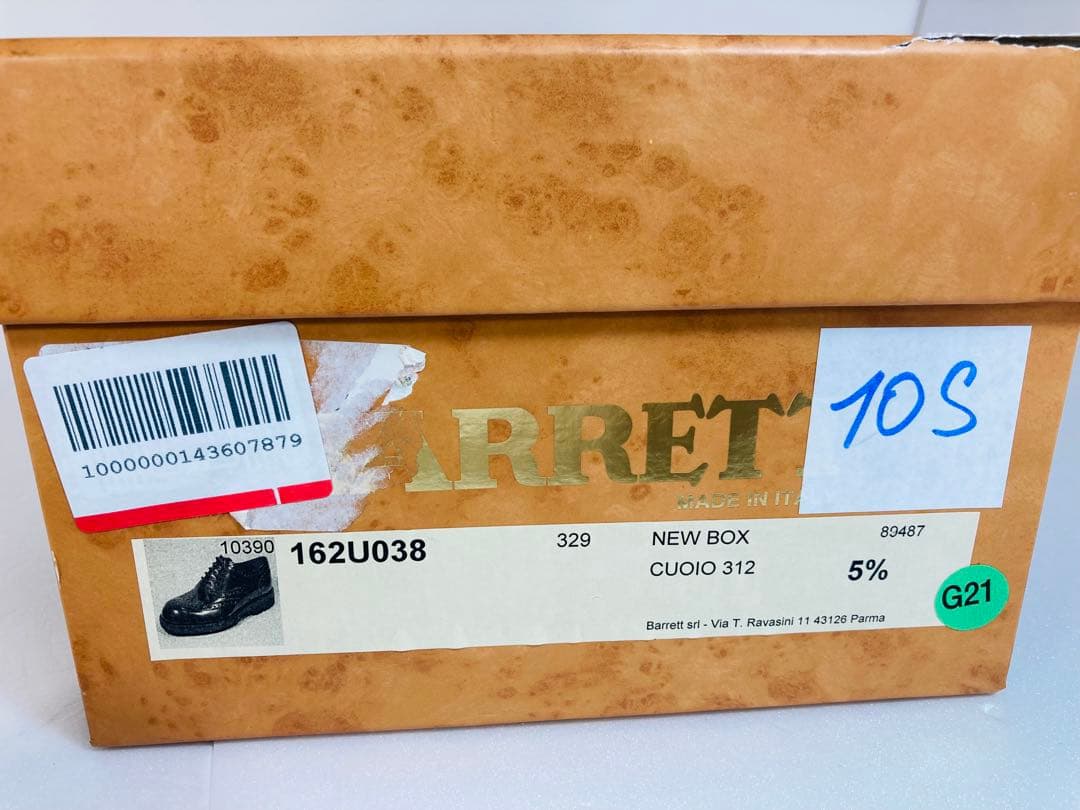 1000000143607879
ARRET
MADE IN ITA
10S
10390
162U038
329
NEW BOX
89487
CUOIO 312
5%
G21
Barrett srl - Via T. Ravasini 11 43126 Parma